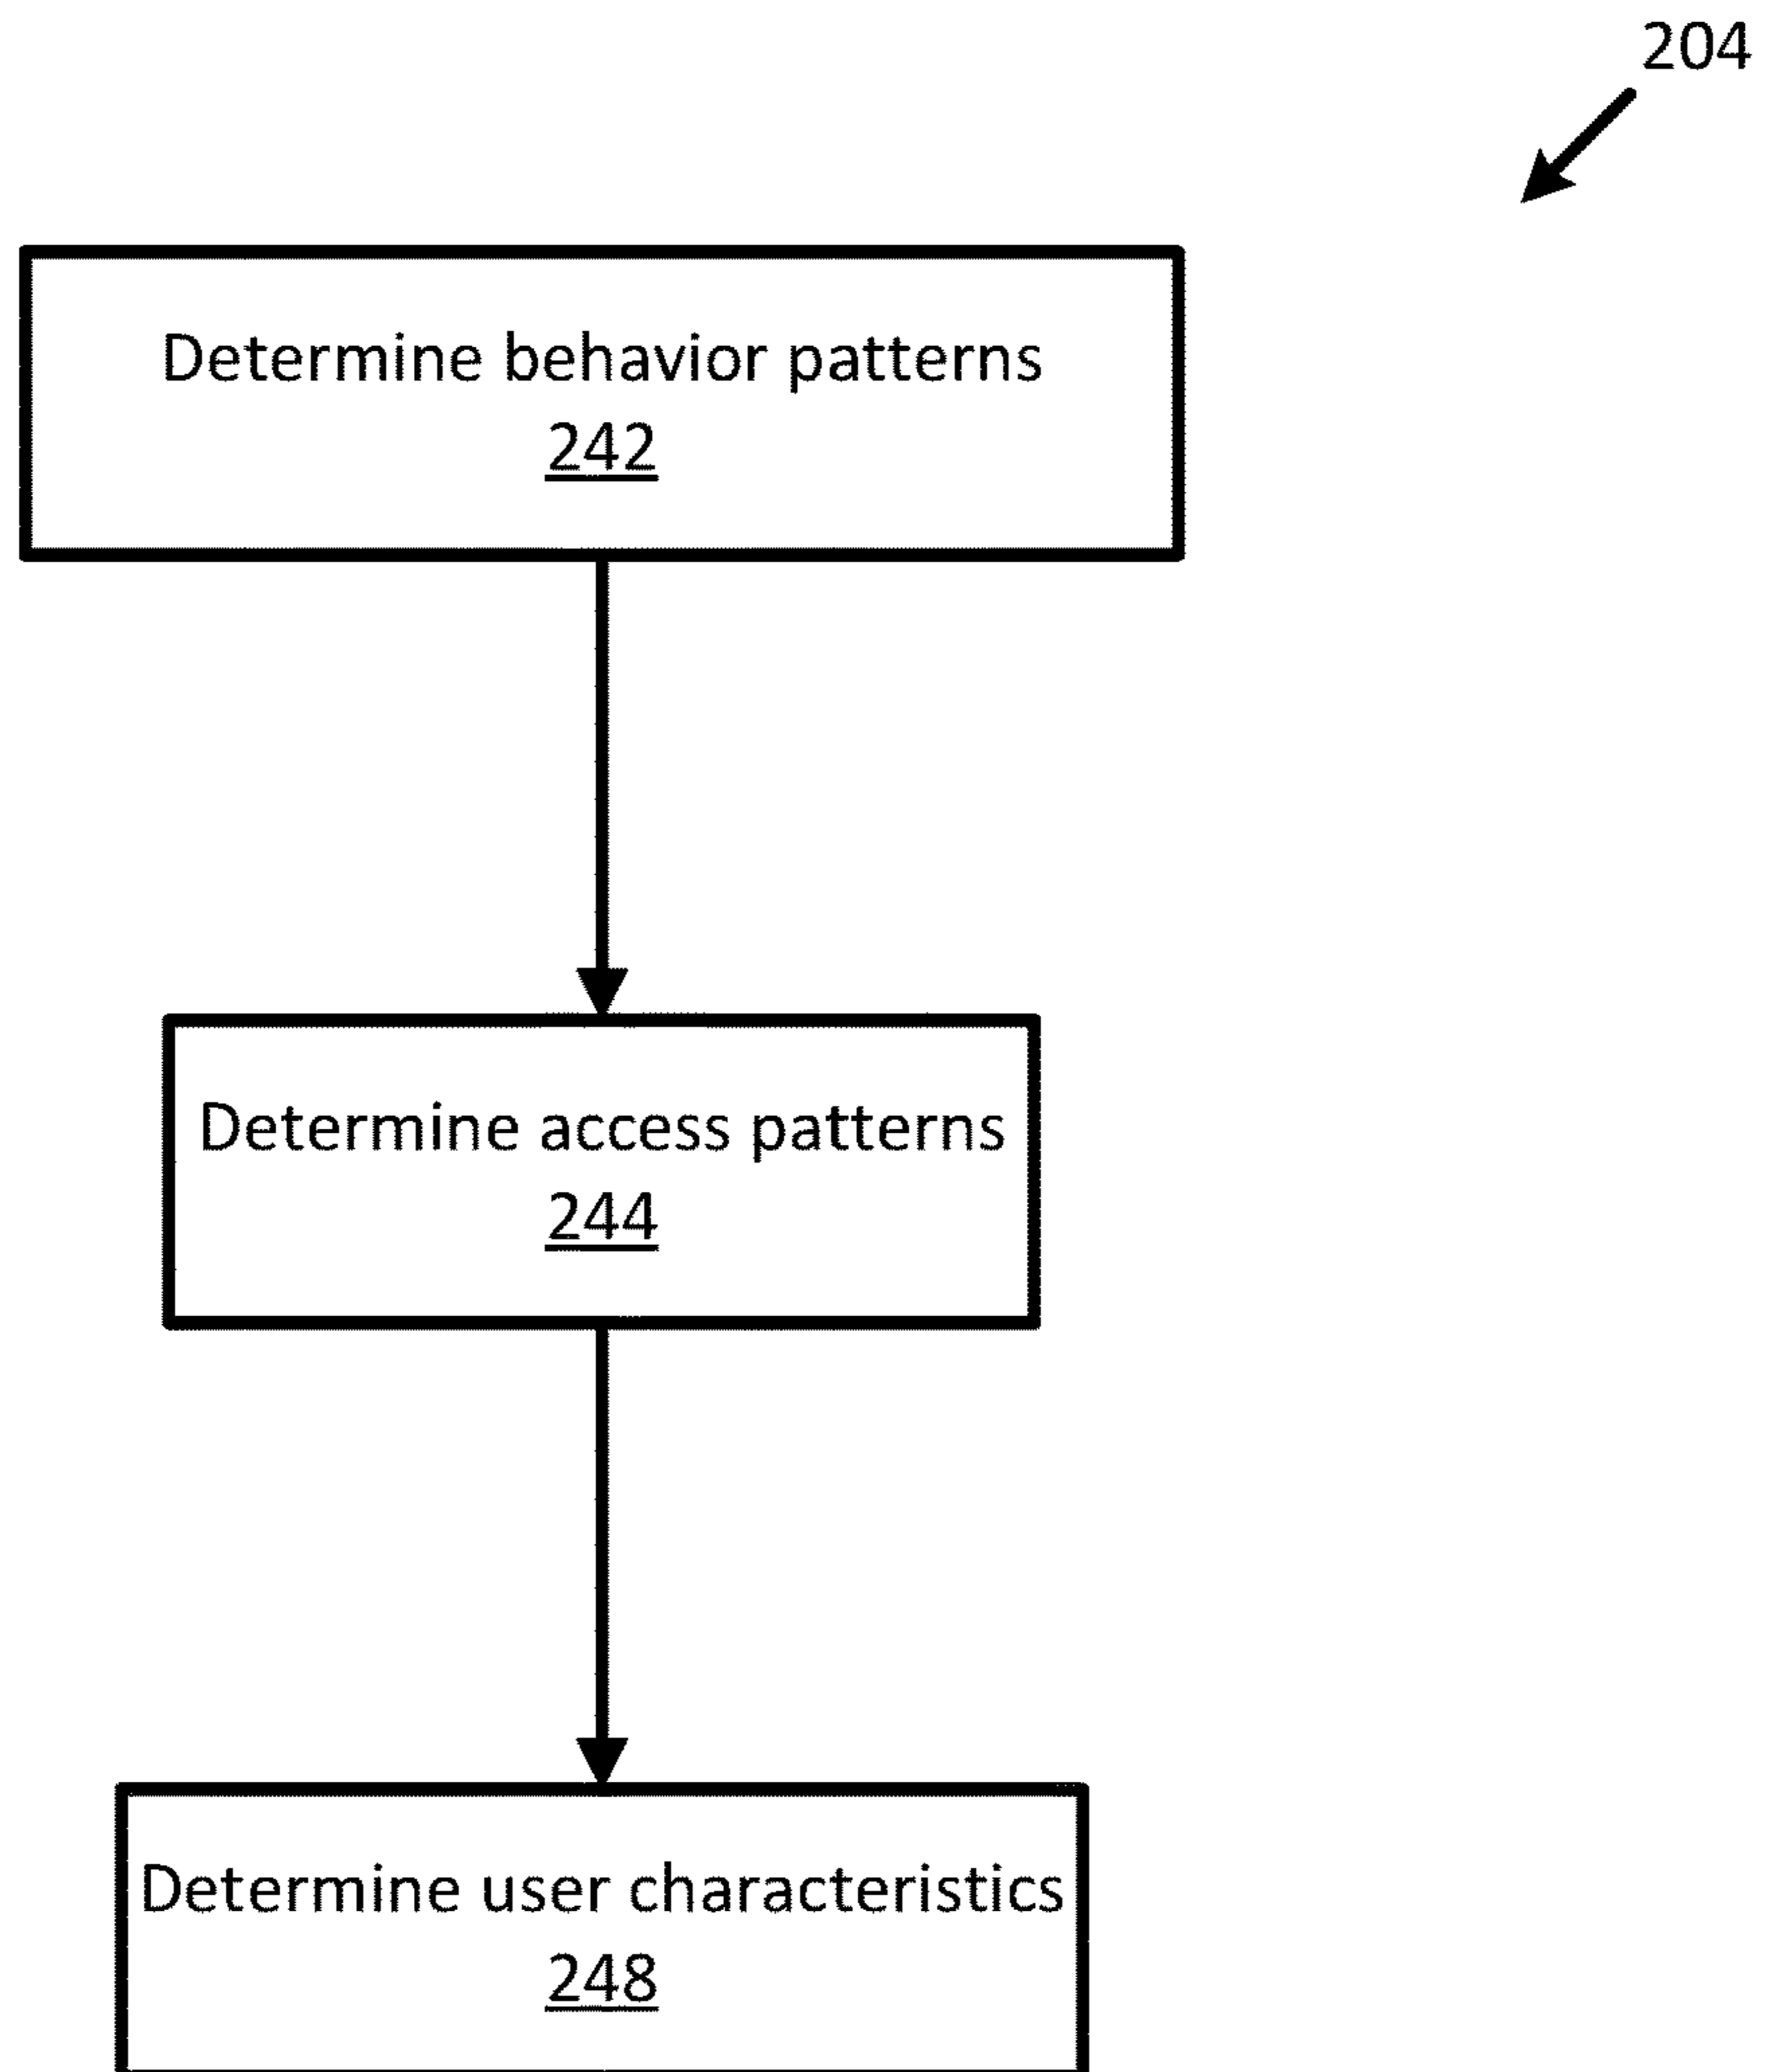 204
Determine behavior patterns
242
Determine access patterns
244
Determine user characteristics
248